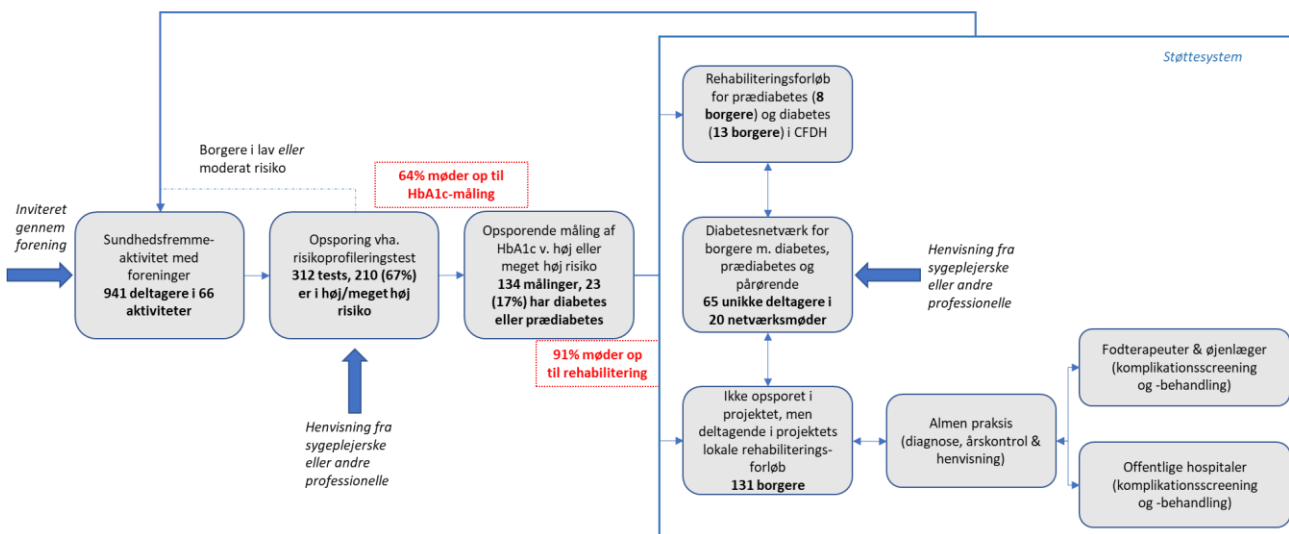 Støttesystem
Rehabiliteringsforløb
for prædiabetes (8
borgere) og diabetes
(13 borgere) i CFDH
Borgere i lav eller
moderat risiko
64% møder op til
HbA1c-måling
Inviteret
gennem
forening
Sundhedsfremme-
aktivitet med
foreninger
941 deltagere i 66
aktiviteter
Opsporing vha.
risikoprofileringstest
312 tests, 210 (67%)
er i høj/meget høj
risiko
Opsporende måling af
HbA1c v. høj eller
meget høj risiko
134 målinger, 23
(17%) har diabetes
eller prædiabetes
Diabetesnetværk for
borgere m. diabetes,
prædiabetes og
pårørende
65 unikke deltagere i
20 netværksmøder
Henvisning fra
sygeplejerske
eller andre
professionelle
91% møder op
til rehabilitering
Henvisning fra
sygeplejerske
eller andre
professionelle
Ikke opsporet i
projektet, men
deltagende i projektets
lokale rehabiliterings-
forløb
131 borgere
Almen praksis
(diagnose, årskontrol &
henvisning)
Fodterapeuter & øjenlæger
(komplikationsscreening
og -behandling)
Offentlige hospitaler
(komplikationsscreening
og -behandling)